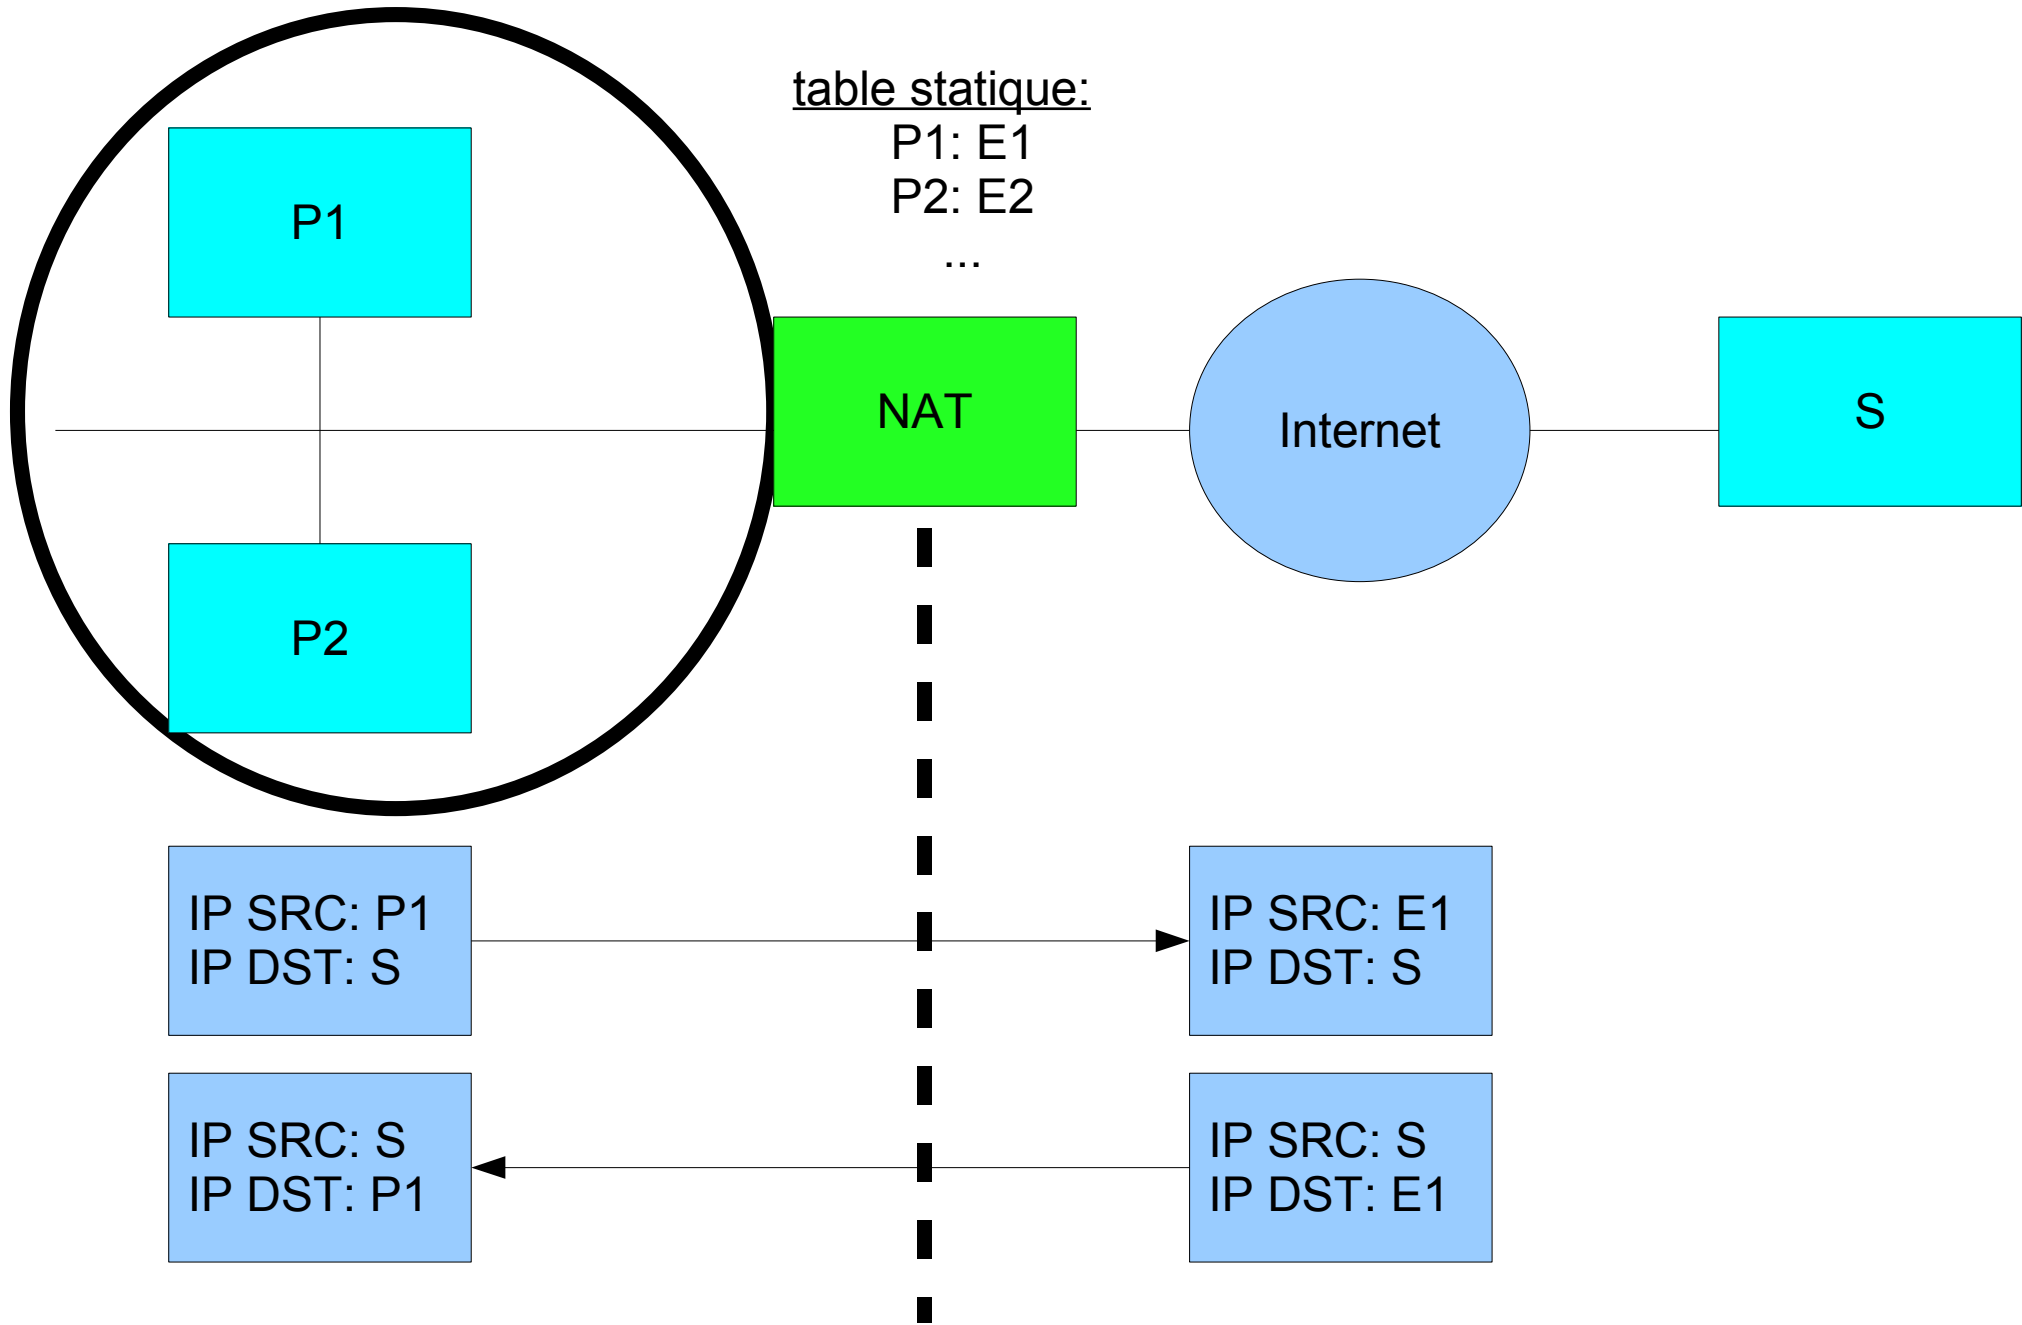 table statique:
P1: E1
P2: E2
...
P1
NAT
Internet
S
P2
IP SRC: P1
IP DST: S
IP SRC: E1
IP DST: S
IP SRC: S
IP DST: P1
IP SRC: S
IP DST: E1